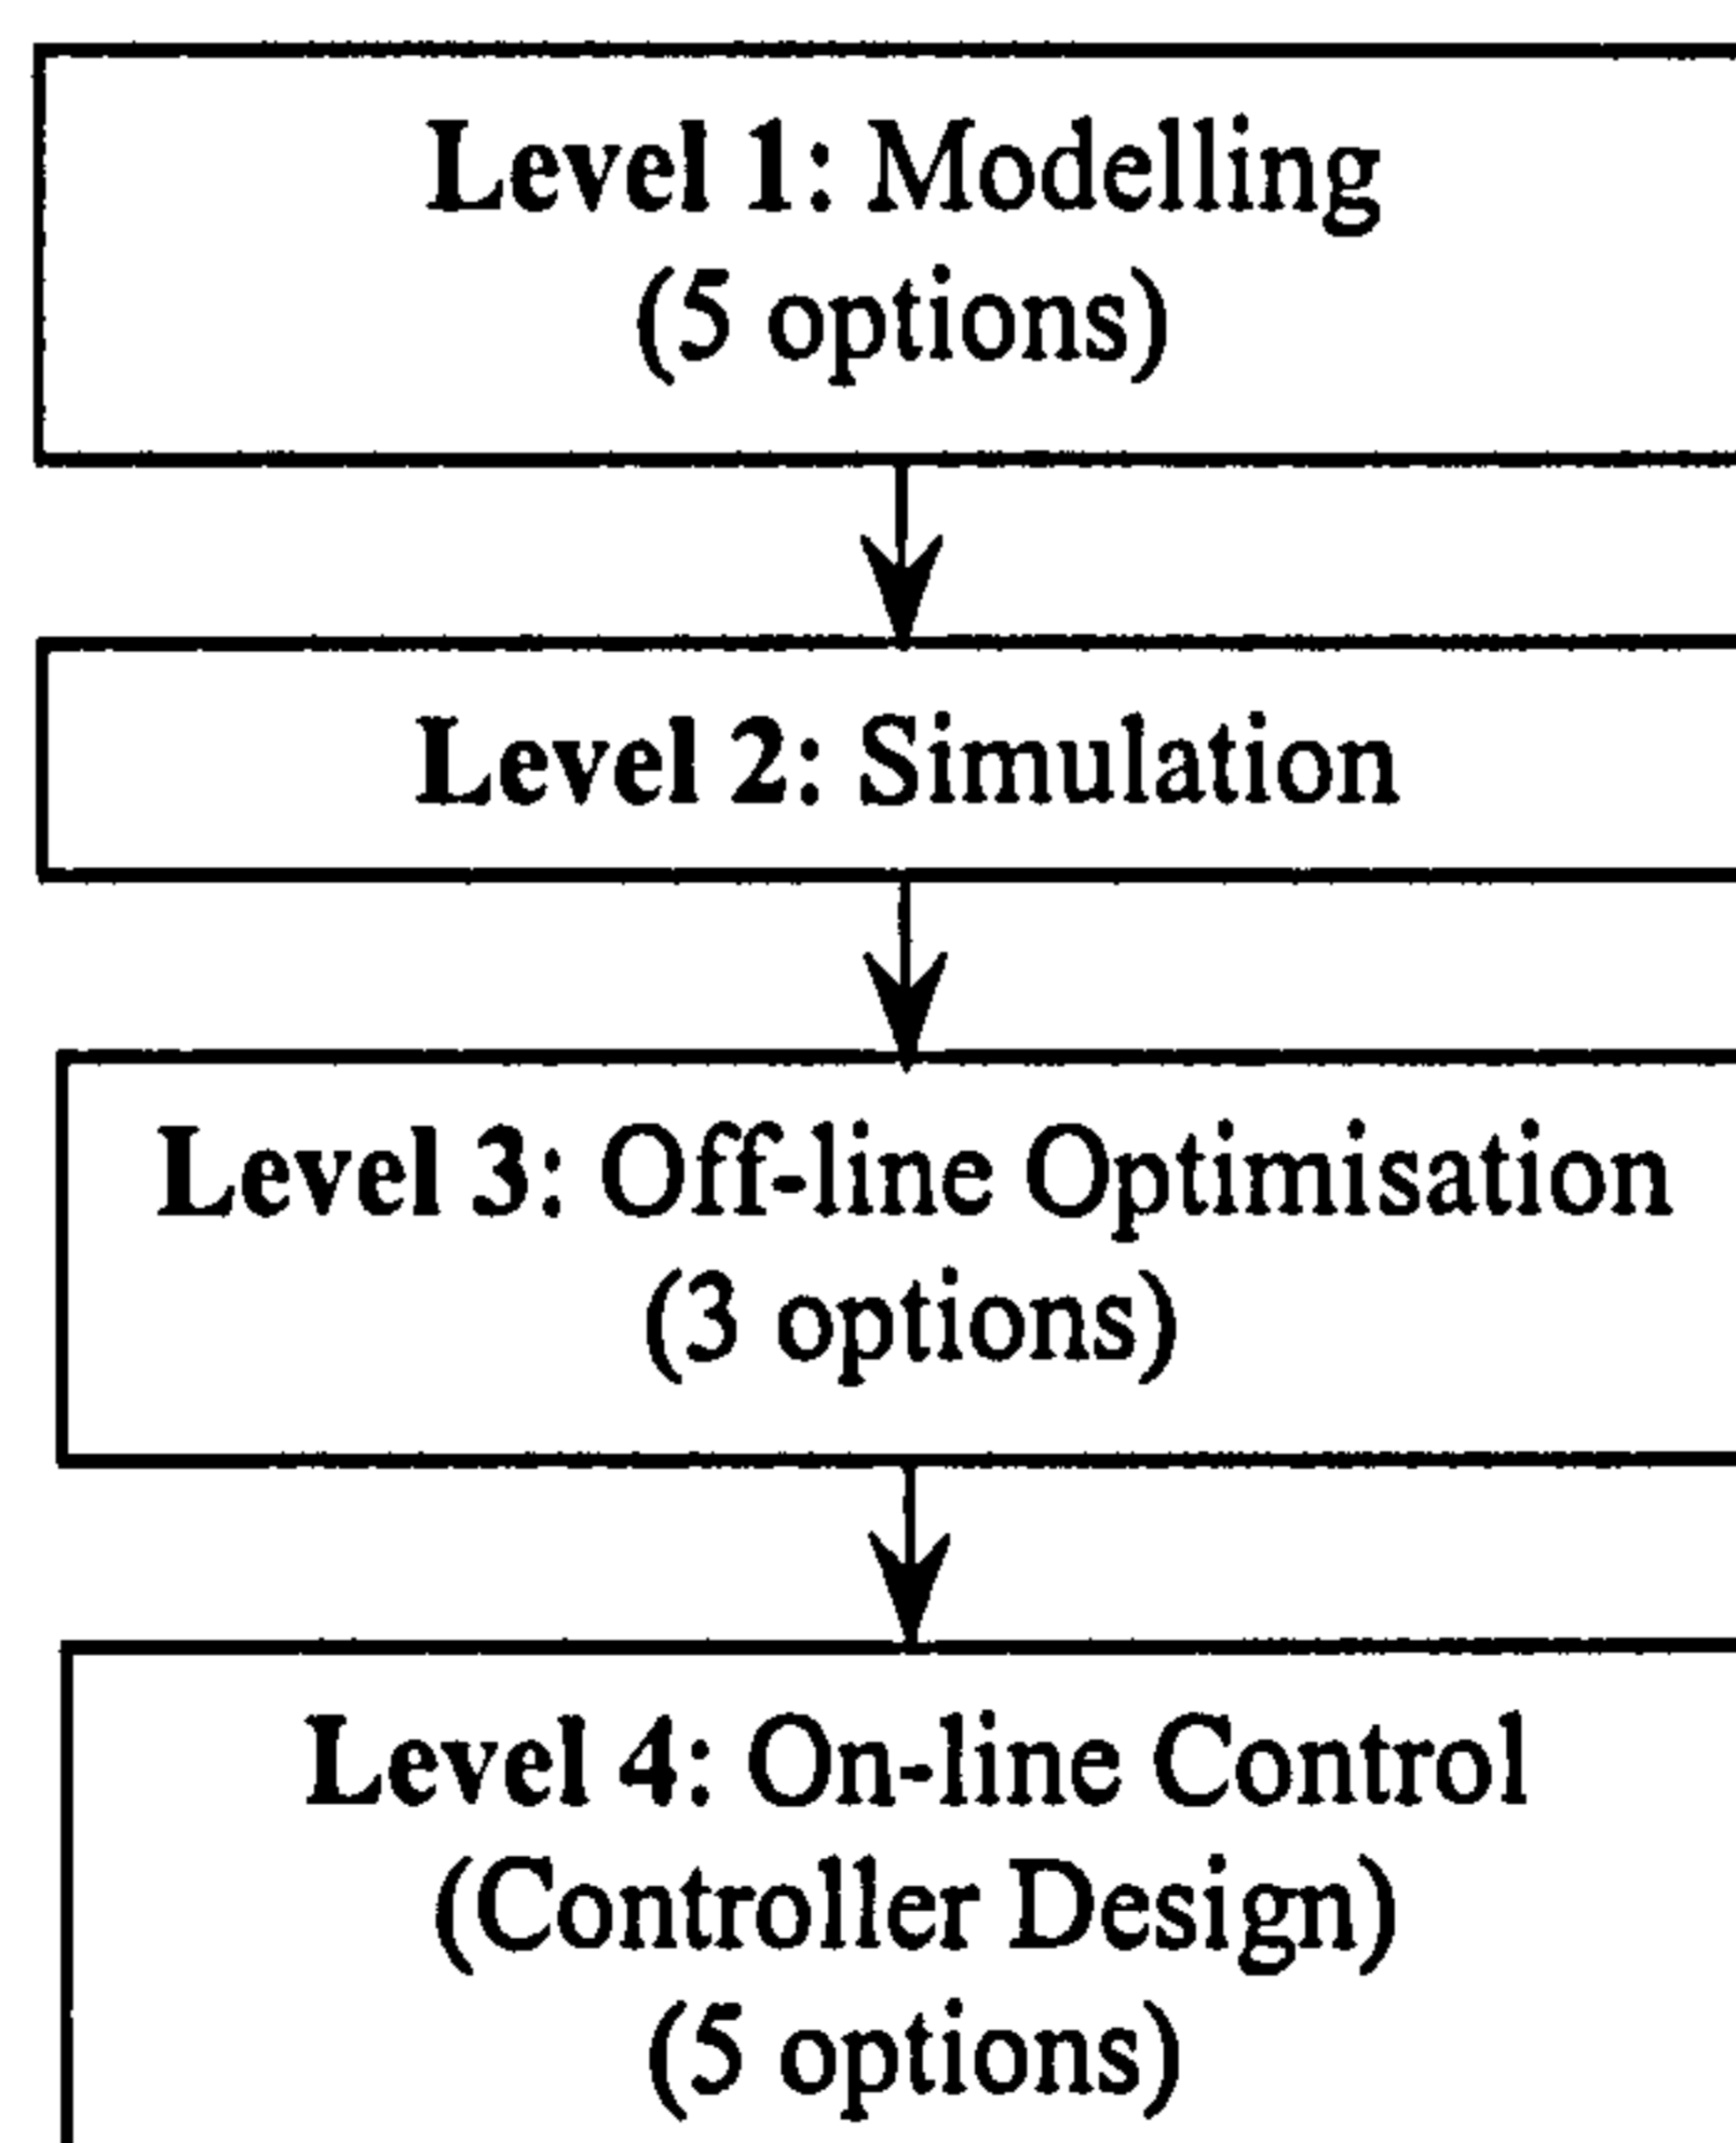 Level 1: Modelling
(5 options)
Level 2: Simulation
Level 3: Off-line Optimisation
(3 options)
Level 4: On-line Control
(Controller Design)
(5 options)